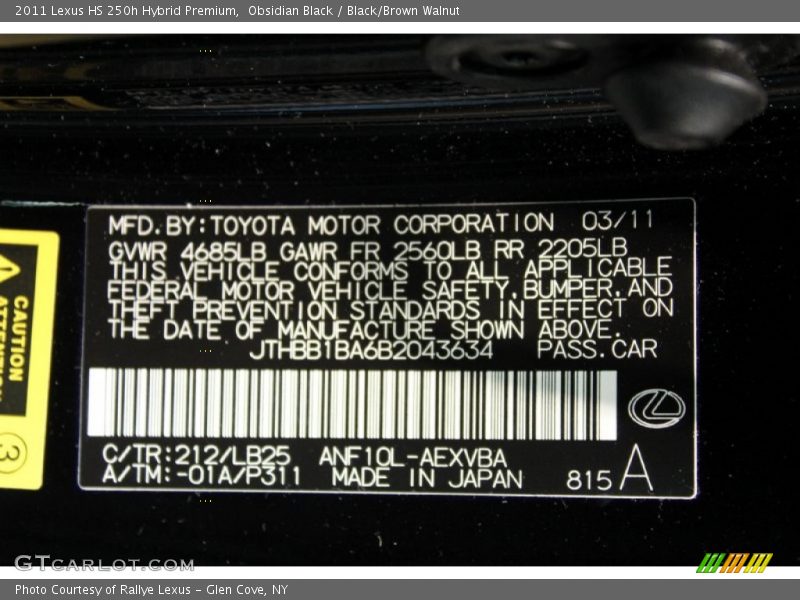 2011 Lexus HS 250h Hybrid Premium,  Obsidian Black / Black/Brown Walnut
MFD.BY:TOYOTA MOTOR CORPORATION 03/11
GVWR 4685LB GAWR FR 2560LB RR 2205LB
THIS VEHICLE CONFORMS TO ALL APPLICABLE
FEDERAL MOTOR VEHICLE SAFETY,BUMPER,AND
THEFT PREVENTION STANDARDS IN EFFECT ON
THE DATE OF MANUFACTURE SHOWN ABOVE.
JTHBB1BA6B2043634 PASS.CAR
C/TR:212/LB25 ANF10L-AEXVBA
A/TM:-01A/P311 MADE IN JAPAN 815 A
CAUTION
ATTENTION
3
GTCARLOT.COM
Photo Courtesy of Rallye Lexus - Glen Cove, NY